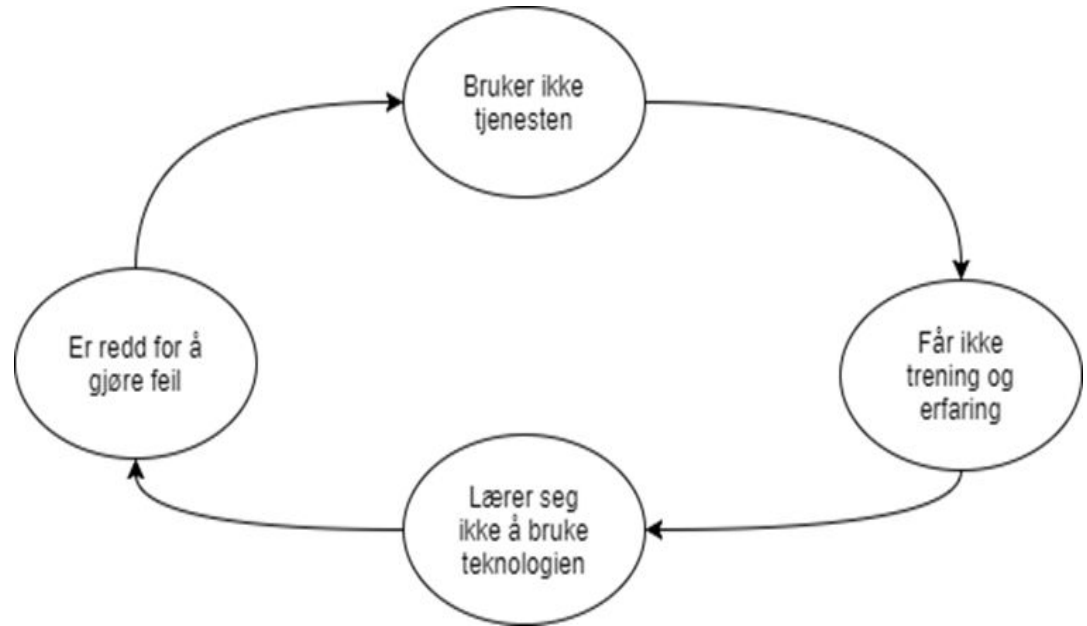 Bruker ikke
tjenesten
Får ikke
trening og
erfaring
Lærer seg
ikke å bruke
teknologien
Er redd for å
gjøre feil